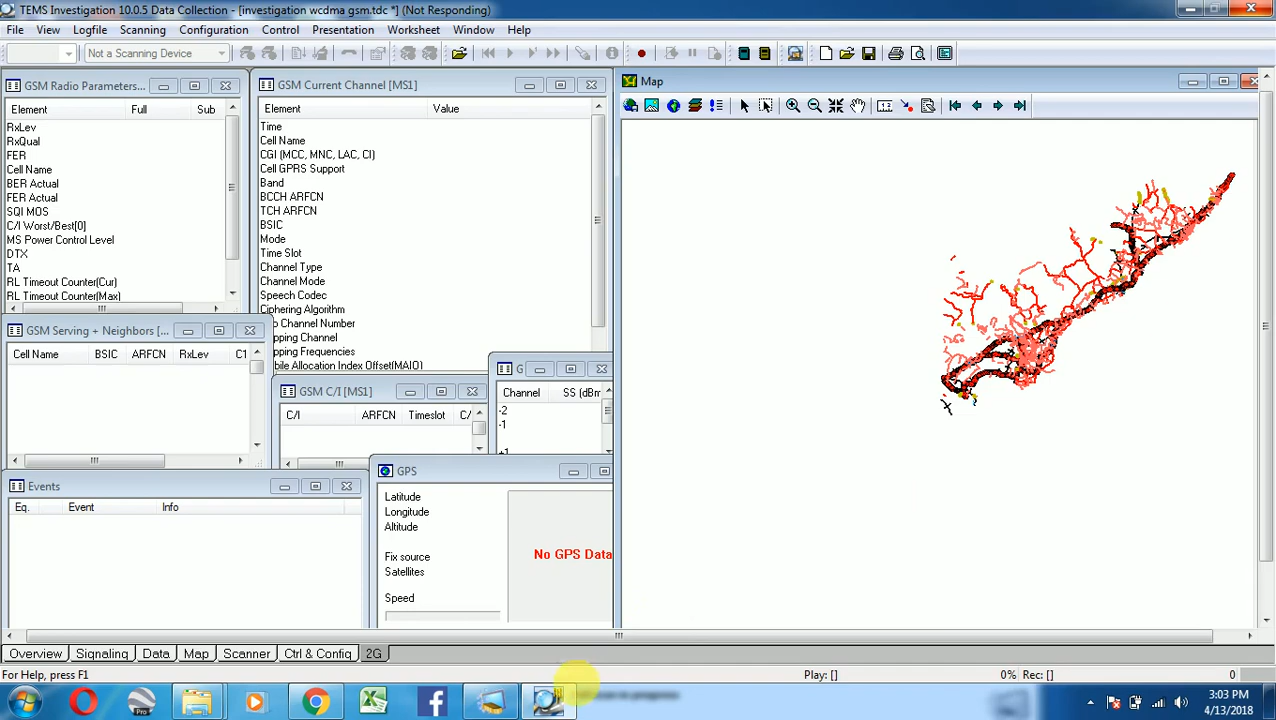 TEMS Investigation 10.0.5 Data Collection - [investigation wcdma gsm.tdc *] (Not Responding)
File View Logfile Scanning Configuration Control Presentation Worksheet Window Help
Not a Scanning Device
GSM Radio Parameters...
Element Full Sub
RxLev
RxQual
FER
Cell Name
BER Actual
FER Actual
SQI MOS
C/I Worst/Best[0]
MS Power Control Level
DTX
TA
RL Timeout Counter(Cur)
RL Timeout Counter(Max)
GSM Current Channel [MS1]
Element Value
Time
Cell Name
CGI (MCC, MNC, LAC, CI)
Cell GPRS Support
Band
BCCH ARFCN
TCH ARFCN
BSIC
Mode
Time Slot
Channel Type
Channel Mode
Speech Codec
Ciphering Algorithm
o Channel Number
pping Channel
pping Frequencies
bile Allocation Index Offset(MAIO)
Map
GSM Serving + Neighbors [...
Cell Name BSIC ARFCN RxLev C1
GSM C/I [MS1]
C/I ARFCN Timeslot C/
G
Channel SS (dBm
-2
-1
+1
Events
Eq. Event Info
GPS
Latitude
Longitude
Altitude
Fix source
Satellites
Speed
No GPS Data
Overview Signaling Data Map Scanner Ctrl & Config 2G
For Help, press F1
Play: [] 0% Rec: [] 0
Pro
3:03 PM
4/13/2018